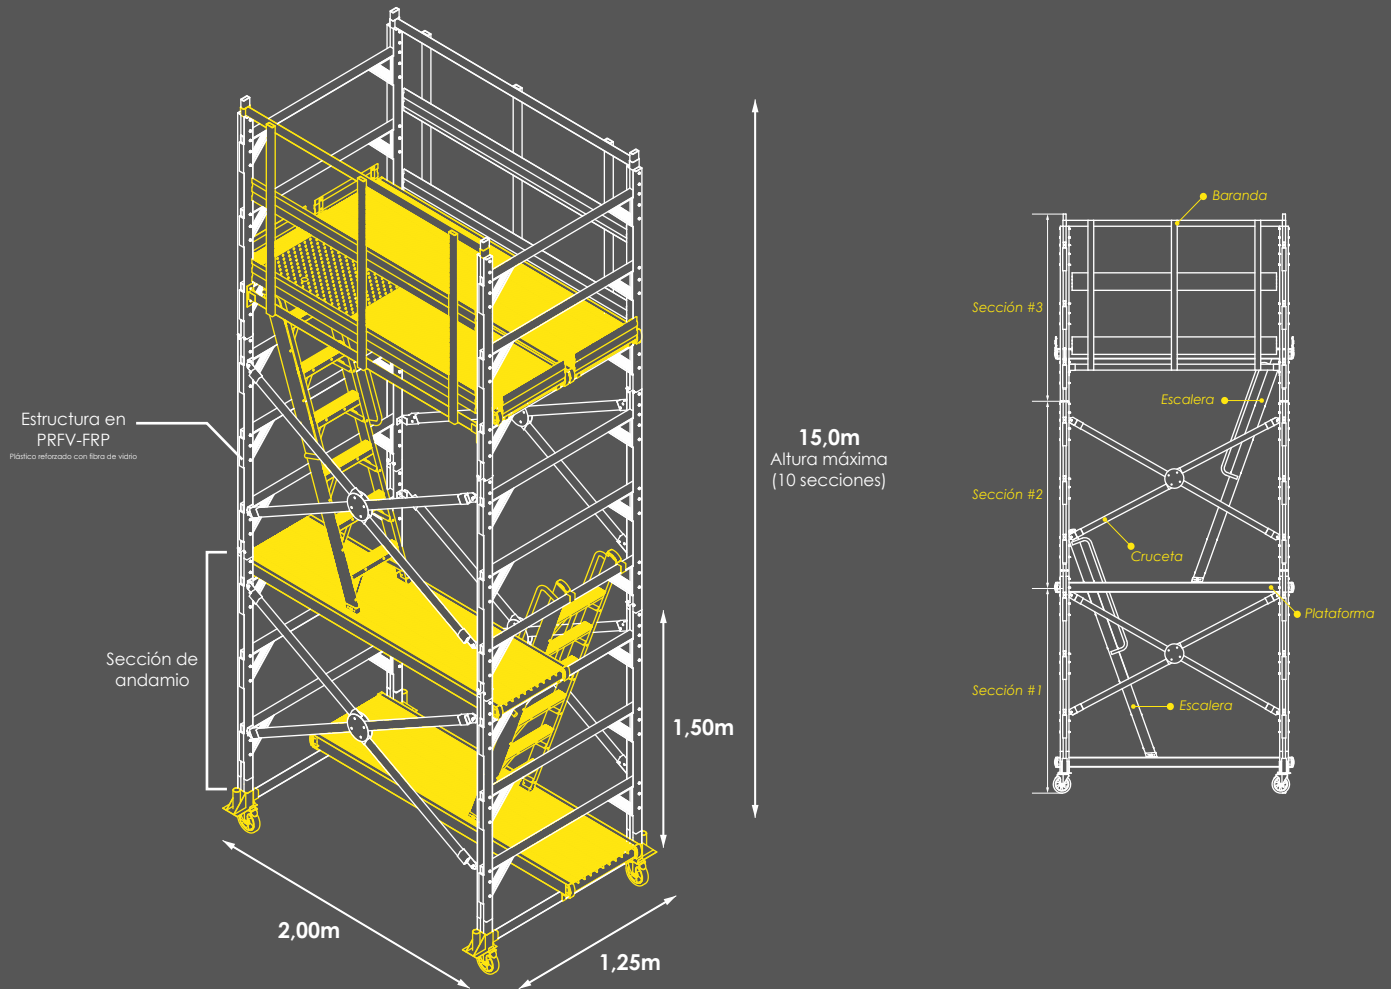 Estructura en
PRFV-FRP
Plástico reforzado con fibra de vidrio
Sección de
andamio
2,00m
1,25m
1,50m
15,0m
Altura máxima
(10 secciones)
Baranda
Sección #3
Escalera
Sección #2
Cruceta
Plataforma
Sección #1
Escalera